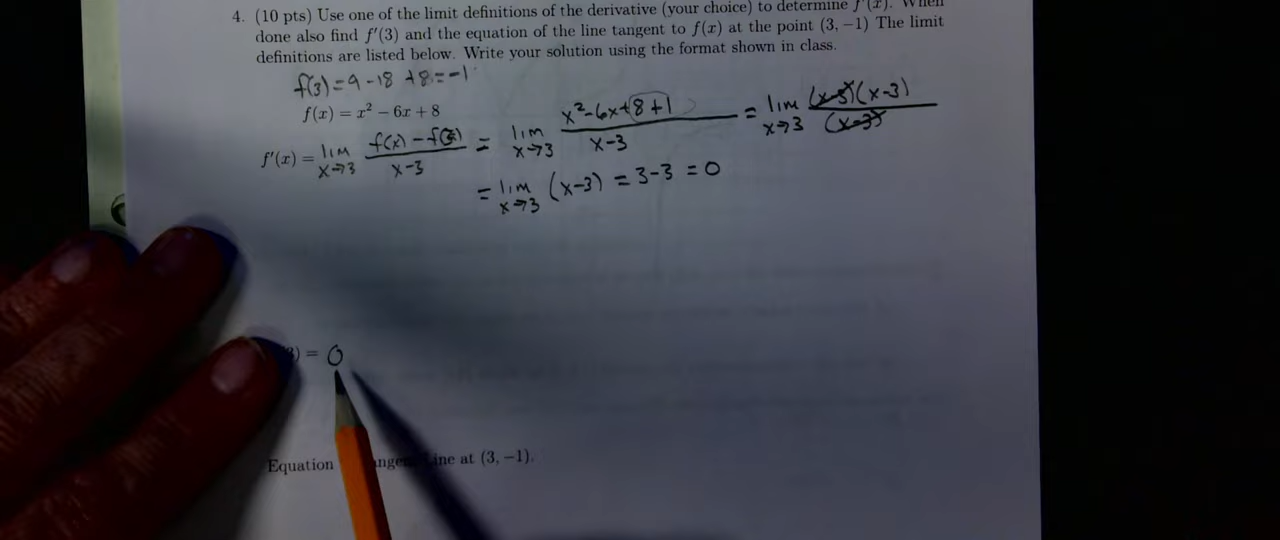 4. (10 pts) Use one of the limit definitions of the derivative (your choice) to determine f'(x). When
done also find f'(3) and the equation of the line tangent to f(x) at the point (3, −1) The limit
definitions are listed below. Write your solution using the format shown in class.
f(3) = 9 - 18 + 8 = -1
f(x) = x² − 6x + 8
f'(x) = lim x→3 (f(x) - f(3))/(x-3) = lim x→3 (x²-6x+8+1)/(x-3) = lim x→3 (x-3)(x-3)/(x-3)
= lim x→3 (x-3) = 3-3 = 0
) = 0
Equation line at (3, −1).